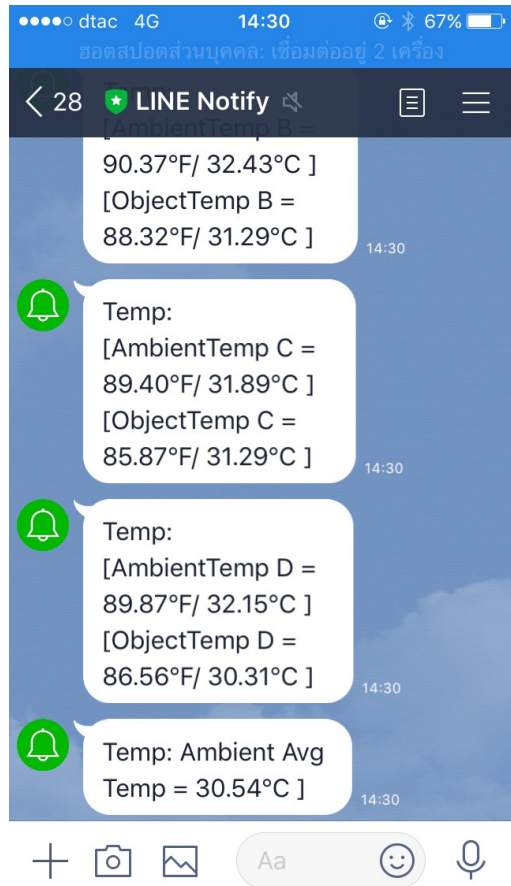 dtac 4G 14:30 67%
ฮอตสปอตส่วนบุคคล: เชื่อมต่ออยู่ 2 เครื่อง
28 LINE Notify
Temp:
[AmbientTemp B =
90.37°F/ 32.43°C ]
[ObjectTemp B =
88.32°F/ 31.29°C ]
14:30
Temp:
[AmbientTemp C =
89.40°F/ 31.89°C ]
[ObjectTemp C =
85.87°F/ 31.29°C ]
14:30
Temp:
[AmbientTemp D =
89.87°F/ 32.15°C ]
[ObjectTemp D =
86.56°F/ 30.31°C ]
14:30
Temp: Ambient Avg
Temp = 30.54°C ]
14:30
Aa